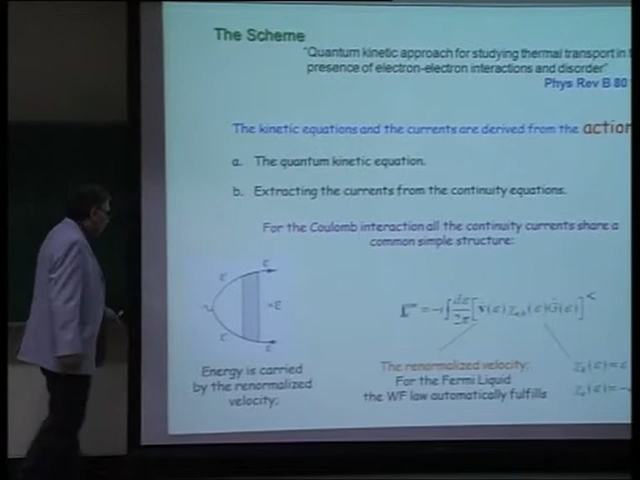 The Scheme
"Quantum kinetic approach for studying thermal transport in
presence of electron-electron interactions and disorder"
Phys Rev B 80
The kinetic equations and the currents are derived from the action
a. The quantum kinetic equation.
b. Extracting the currents from the continuity equations.
For the Coulomb interaction all the continuity currents share a
common simple structure:
Energy is carried
by the renormalized
velocity;
The renormalized velocity;
For the Fermi Liquid
the WF law automatically fulfills